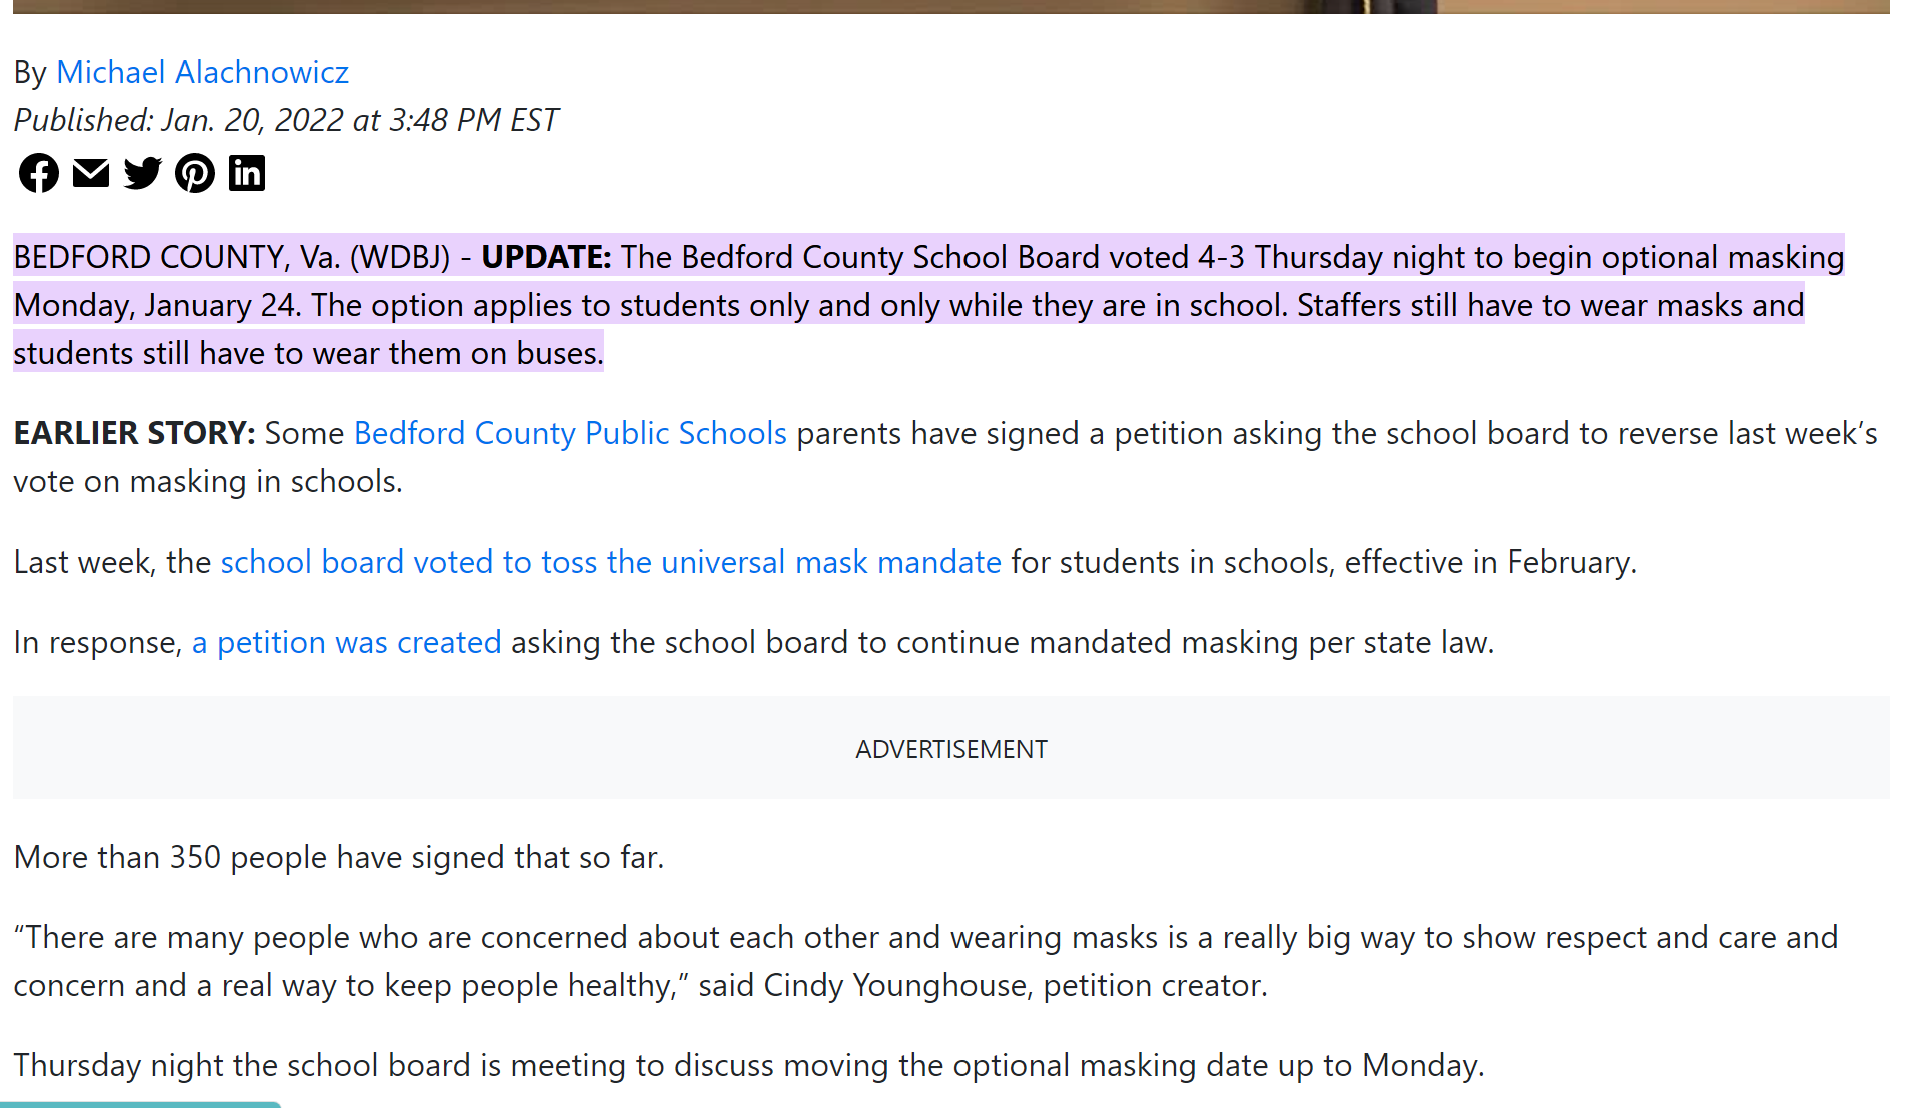 By Michael Alachnowicz
Published: Jan. 20, 2022 at 3:48 PM EST
BEDFORD COUNTY, Va. (WDBJ) - UPDATE: The Bedford County School Board voted 4-3 Thursday night to begin optional masking
Monday, January 24. The option applies to students only and only while they are in school. Staffers still have to wear masks and
students still have to wear them on buses.
EARLIER STORY: Some Bedford County Public Schools parents have signed a petition asking the school board to reverse last week’s
vote on masking in schools.
Last week, the school board voted to toss the universal mask mandate for students in schools, effective in February.
In response, a petition was created asking the school board to continue mandated masking per state law.
ADVERTISEMENT
More than 350 people have signed that so far.
“There are many people who are concerned about each other and wearing masks is a really big way to show respect and care and
concern and a real way to keep people healthy,” said Cindy Younghouse, petition creator.
Thursday night the school board is meeting to discuss moving the optional masking date up to Monday.